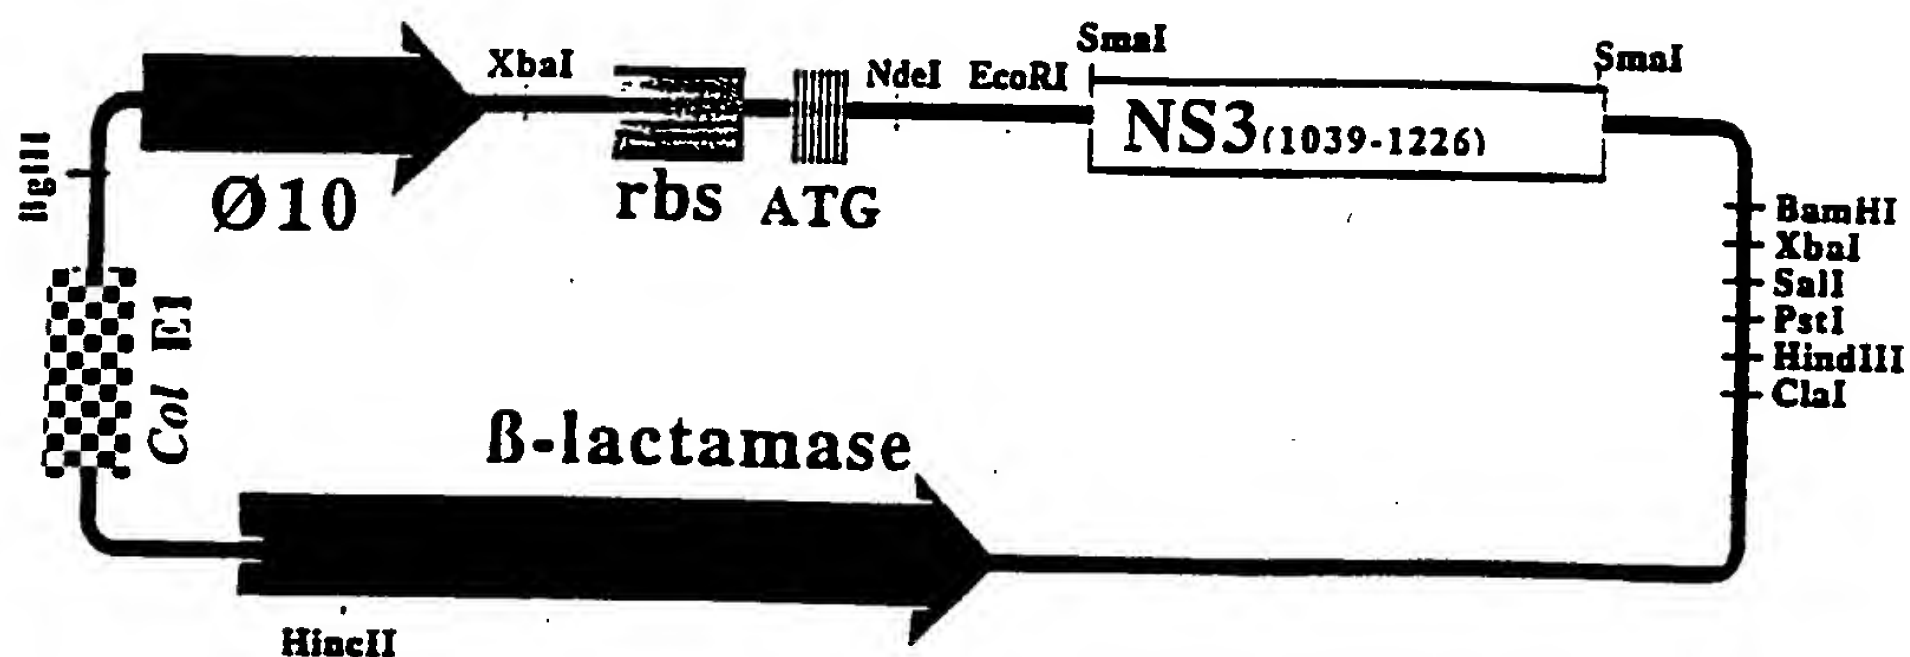 SmaI
SmaI
XbaI
NdeI EcoRI
NS3(1039-1226)
BglII
Ø10
rbs
ATG
BamHI
XbaI
SalI
PstI
HindIII
ClaI
Col E1
ß-lactamase
HincII